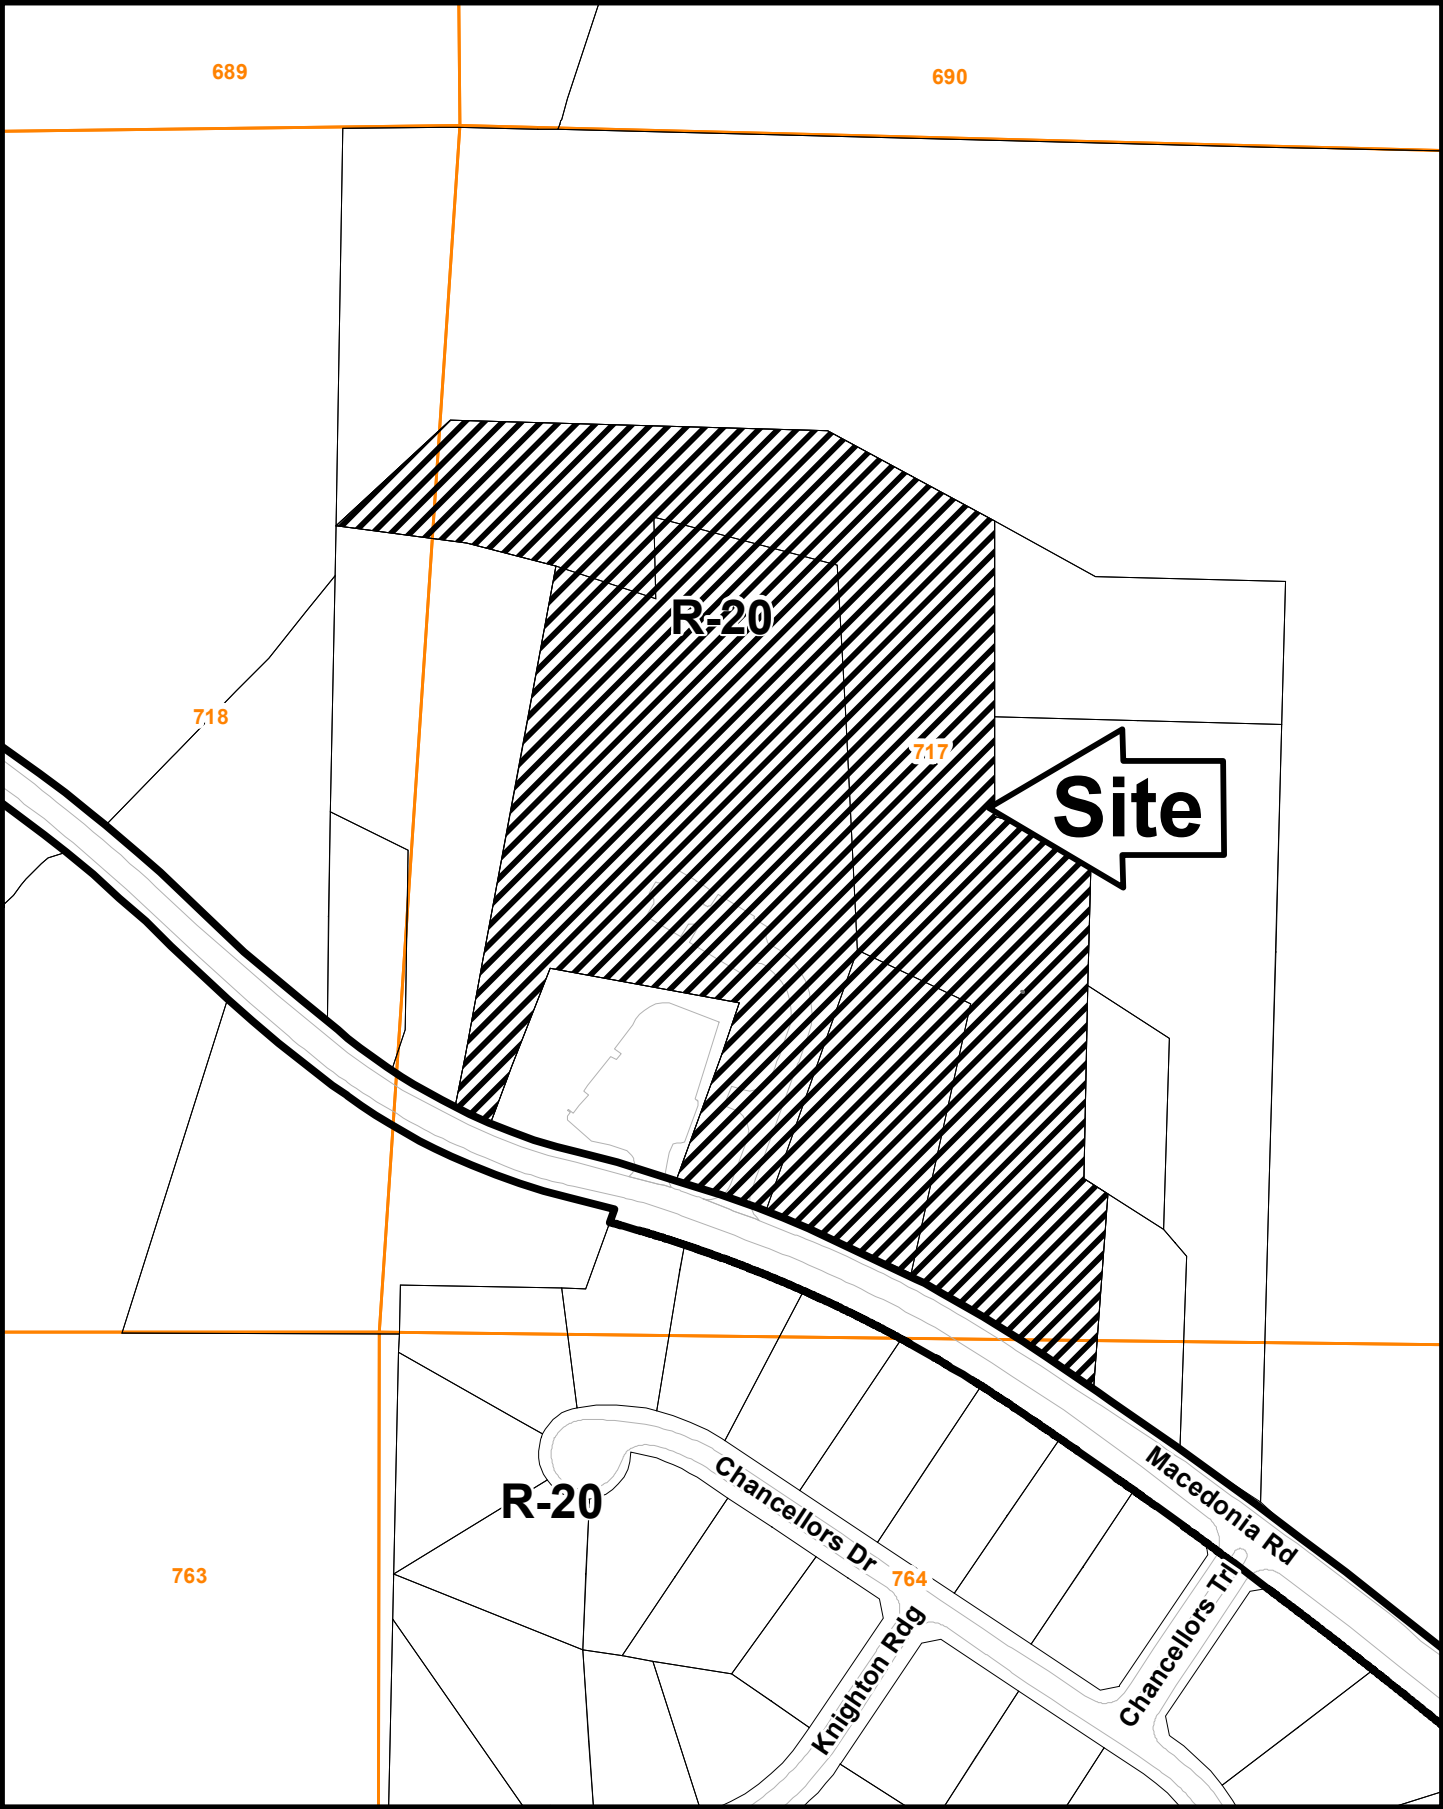 689
690
R-20
718
717
Site
Macedonia Rd
Chancellors Dr
R-20
763
764
Chancellors Trl
Knighton Rdg